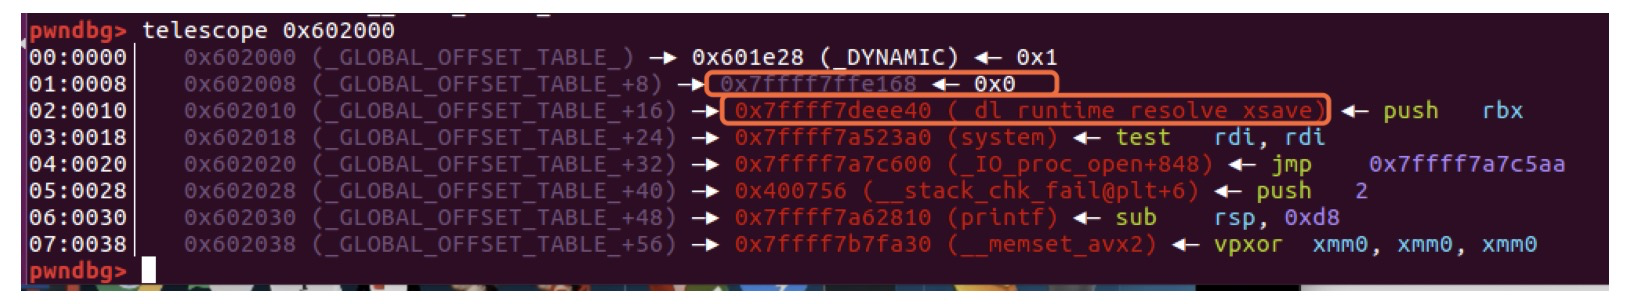 pwndbg> telescope 0x602000
00:0000│ 0x602000 (_GLOBAL_OFFSET_TABLE_) —▸ 0x601e28 (_DYNAMIC) ◂— 0x1
01:0008│ 0x602008 (_GLOBAL_OFFSET_TABLE_+8) —▸ 0x7ffff7ffe168 ◂— 0x0
02:0010│ 0x602010 (_GLOBAL_OFFSET_TABLE_+16) —▸ 0x7ffff7deee40 (_dl_runtime_resolve_xsave) ◂— push rbx
03:0018│ 0x602018 (_GLOBAL_OFFSET_TABLE_+24) —▸ 0x7ffff7a523a0 (system) ◂— test rdi, rdi
04:0020│ 0x602020 (_GLOBAL_OFFSET_TABLE_+32) —▸ 0x7ffff7a7c600 (_IO_proc_open+848) ◂— jmp 0x7ffff7a7c5aa
05:0028│ 0x602028 (_GLOBAL_OFFSET_TABLE_+40) —▸ 0x400756 (__stack_chk_fail@plt+6) ◂— push 2
06:0030│ 0x602030 (_GLOBAL_OFFSET_TABLE_+48) —▸ 0x7ffff7a62810 (printf) ◂— sub rsp, 0xd8
07:0038│ 0x602038 (_GLOBAL_OFFSET_TABLE_+56) —▸ 0x7ffff7b7fa30 (__memset_avx2) ◂— vpxor xmm0, xmm0, xmm0
pwndbg>